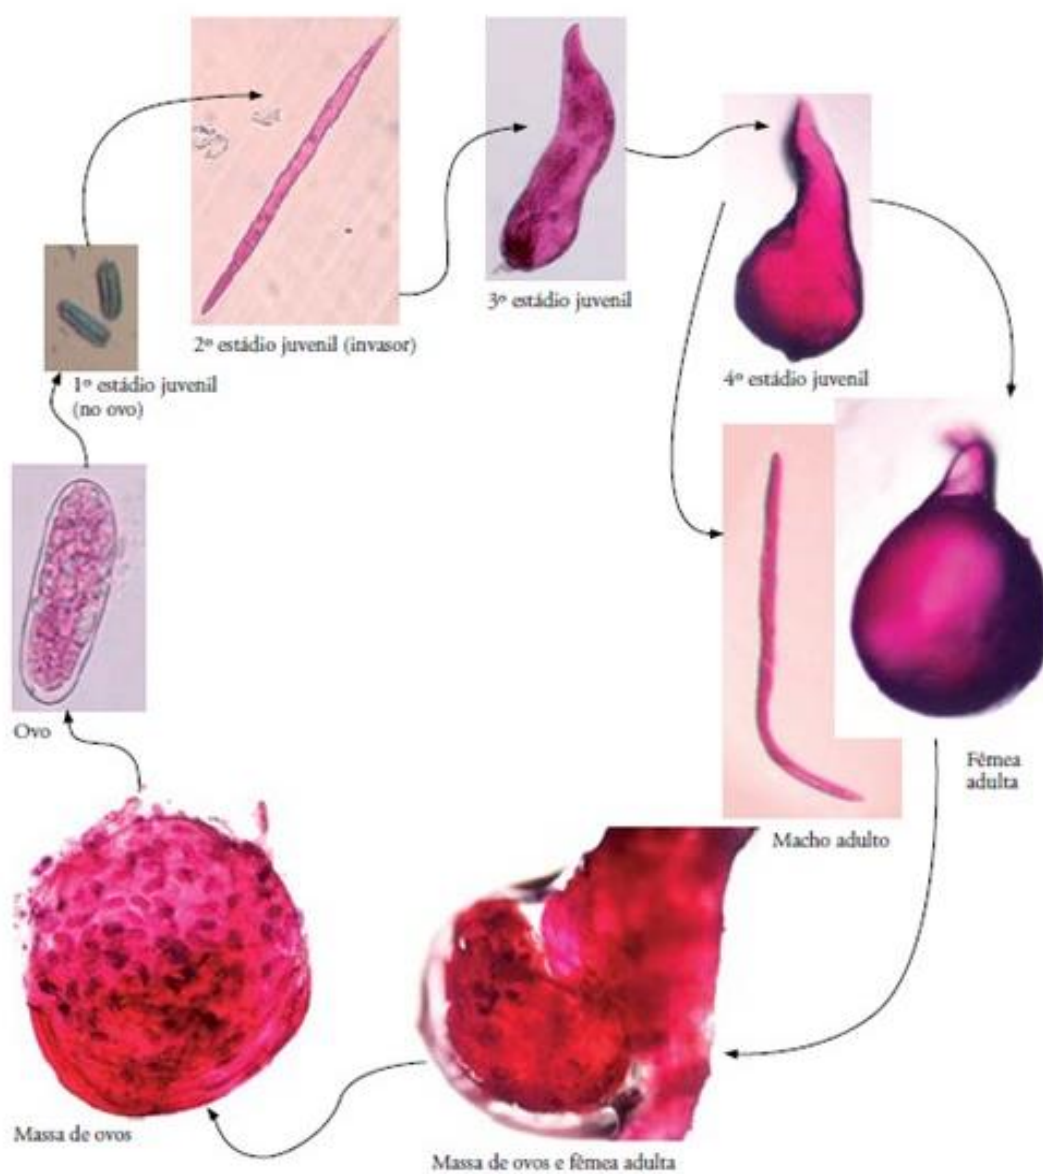 2º estádio juvenil (invasor)
3º estádio juvenil
4º estádio juvenil
1º estádio juvenil
(no ovo)
Ovo
Fêmea
adulta
Macho adulto
Massa de ovos
Massa de ovos e fêmea adulta